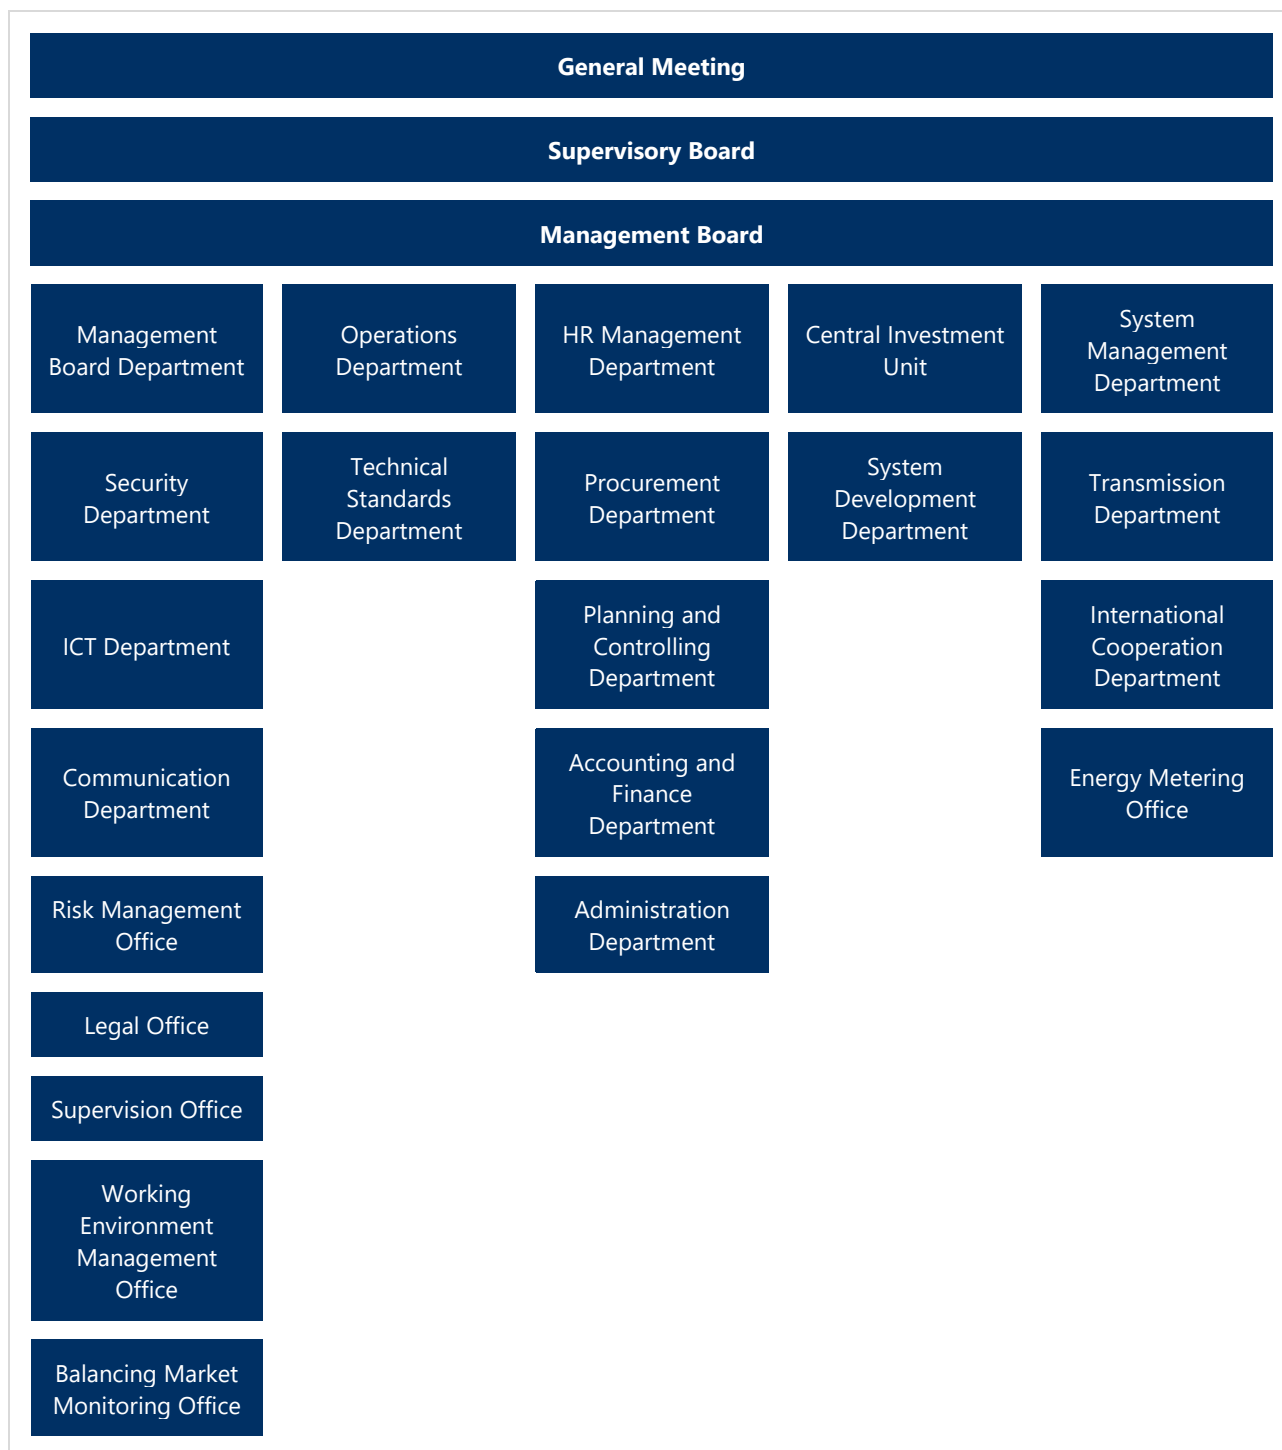 General Meeting
Supervisory Board
Management Board
Management
Board Department
Operations
Department
HR Management
Department
Central Investment
Unit
System
Management
Department
Security
Department
Technical
Standards
Department
Procurement
Department
System
Development
Department
Transmission
Department
ICT Department
Planning and
Controlling
Department
International
Cooperation
Department
Communication
Department
Accounting and
Finance
Department
Energy Metering
Office
Risk Management
Office
Administration
Department
Legal Office
Supervision Office
Working
Environment
Management
Office
Balancing Market
Monitoring Office